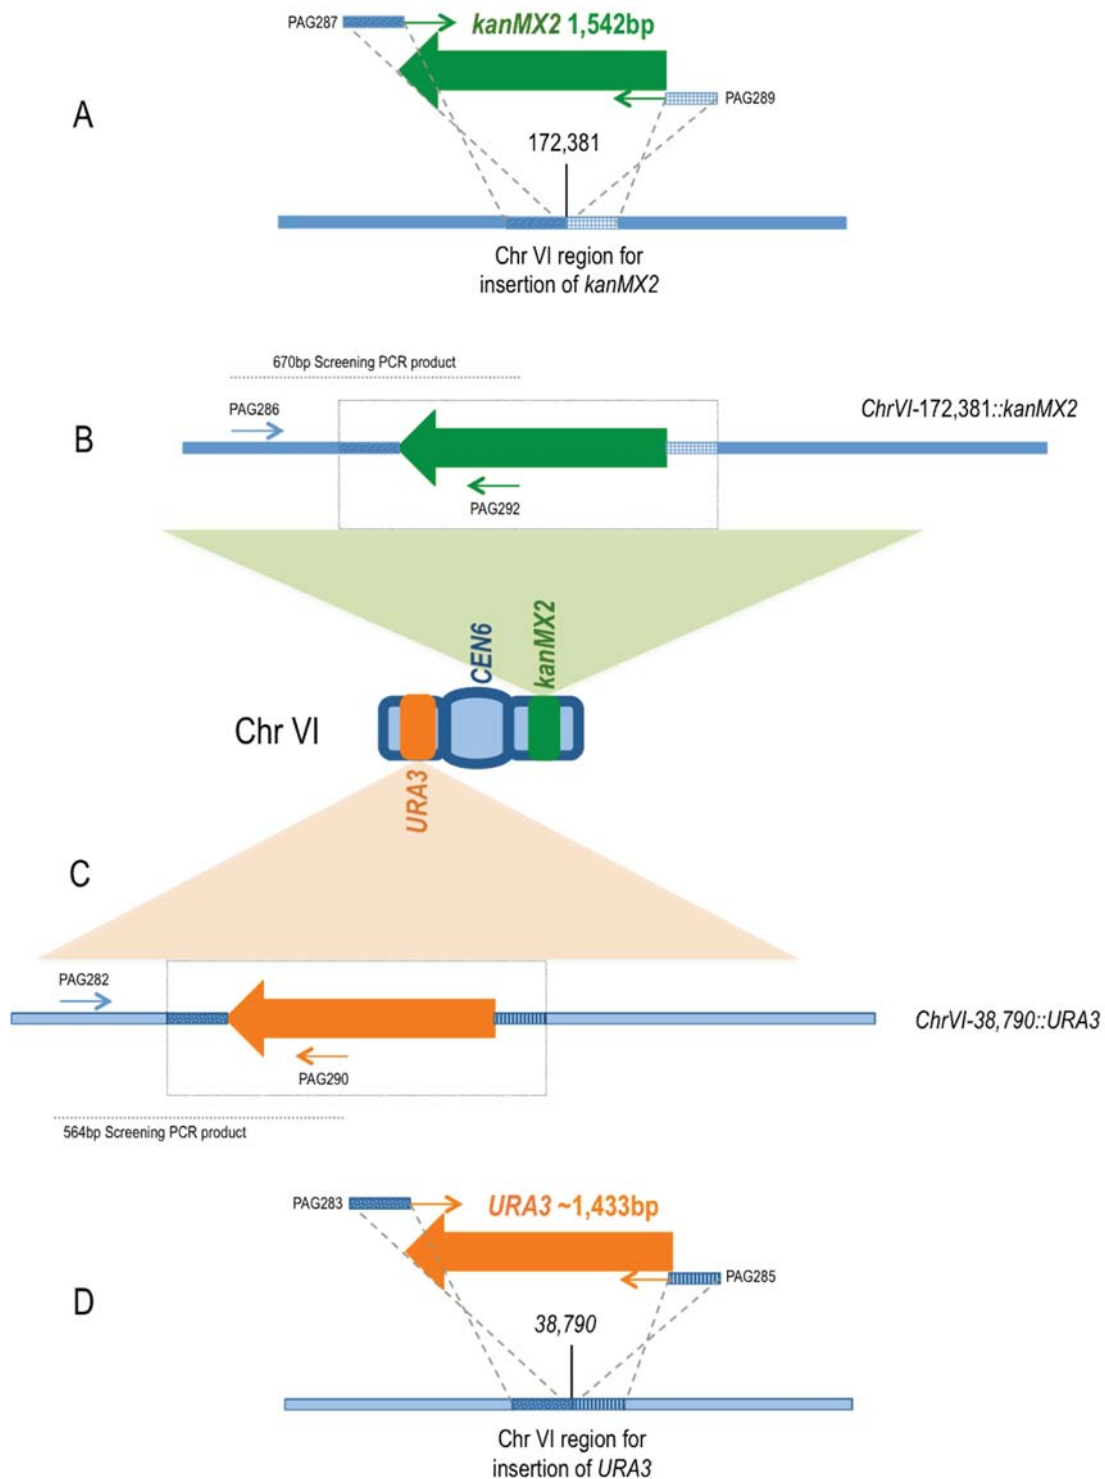 PAG287
kanMX2 1,542bp
PAG289
A
172,381
Chr VI region for
insertion of kanMX2
670bp Screening PCR product
PAG286
ChrVI-172,381::kanMX2
B
PAG292
CEN6
kanMX2
Chr VI
URA3
C
PAG282
ChrVI-38,790::URA3
PAG290
564bp Screening PCR product
PAG283
URA3 ~1,433bp
PAG285
D
38,790
Chr VI region for
insertion of URA3